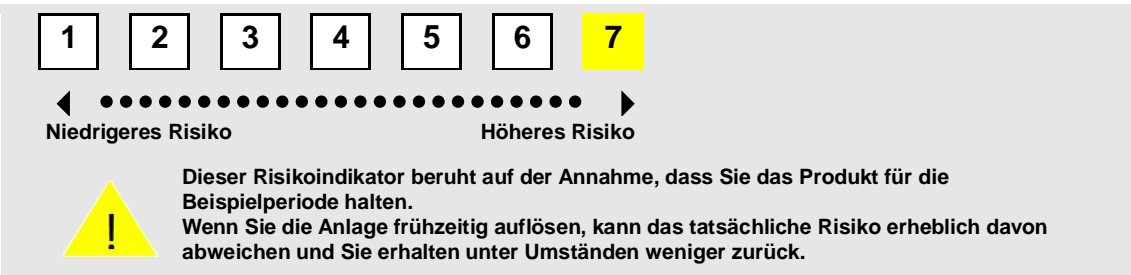 1 2 3 4 5 6 7
Niedrigeres Risiko Höheres Risiko
Dieser Risikoindikator beruht auf der Annahme, dass Sie das Produkt für die
Beispielperiode halten.
Wenn Sie die Anlage frühzeitig auflösen, kann das tatsächliche Risiko erheblich davon
abweichen und Sie erhalten unter Umständen weniger zurück.
!